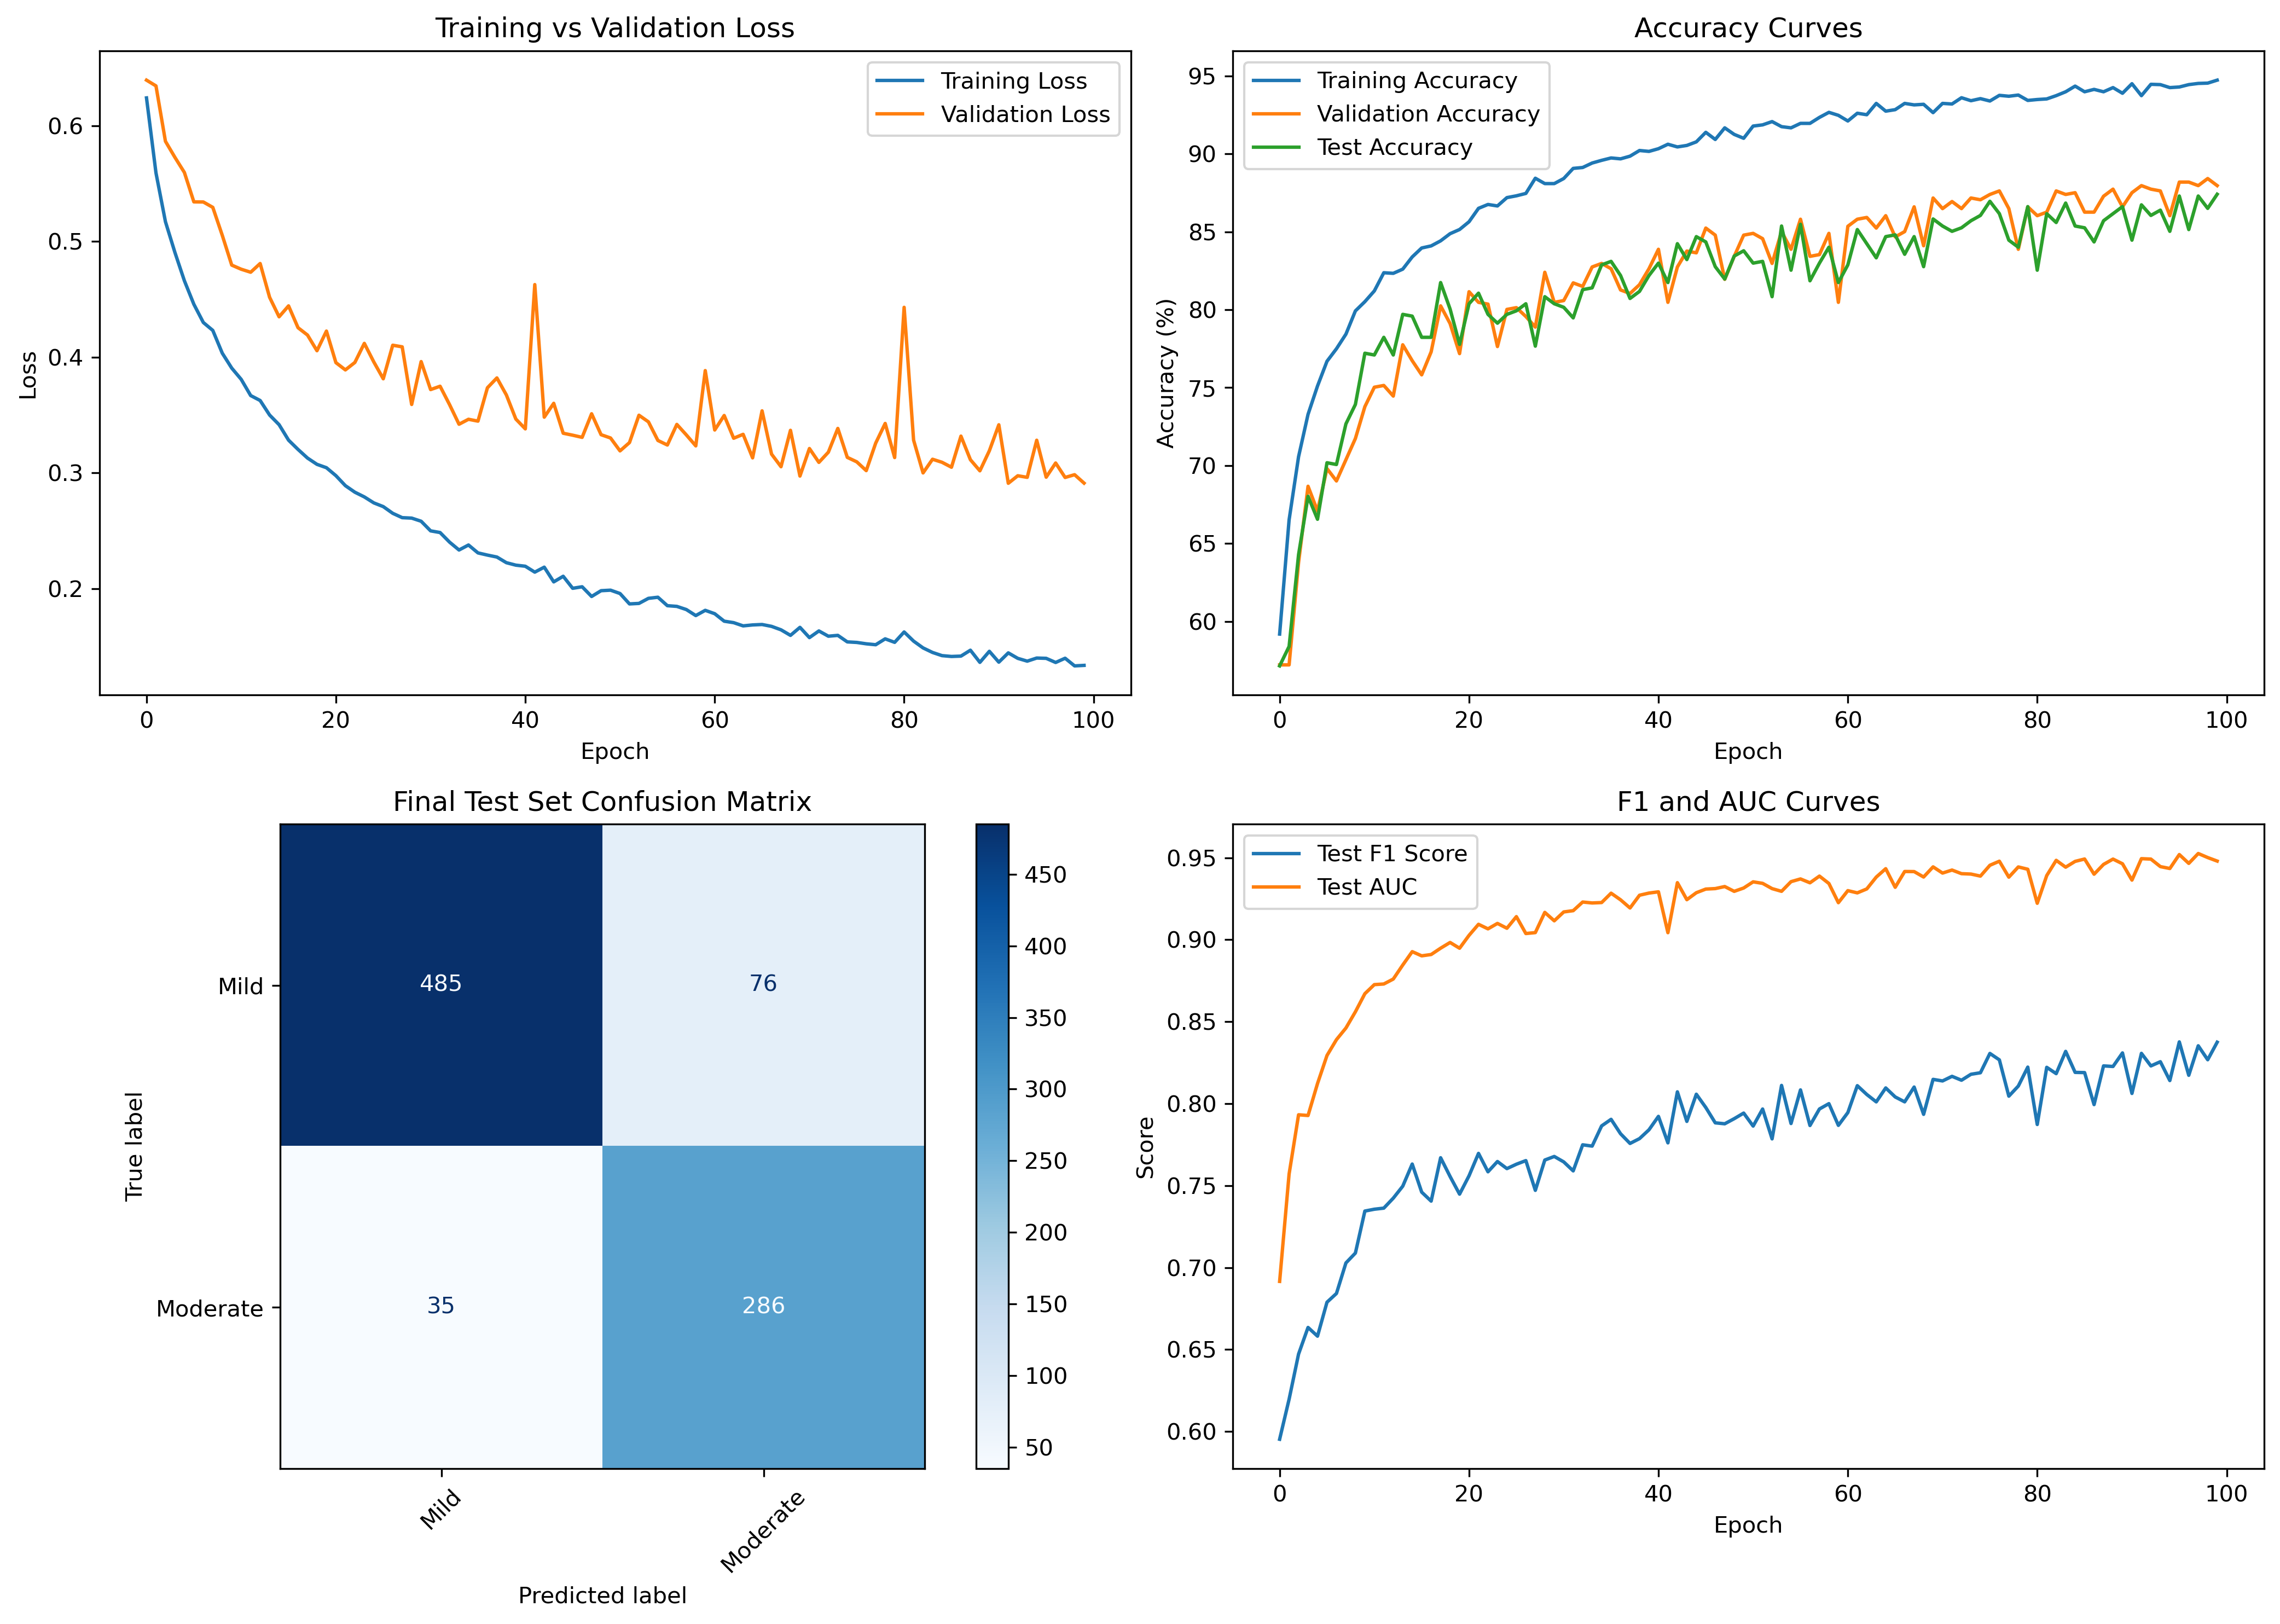 Training vs Validation Loss
Training Loss
Validation Loss
0.6
0.5
0.4
0.3
0.2
Loss
0
20
40
60
80
100
Epoch
Accuracy Curves
Training Accuracy
Validation Accuracy
Test Accuracy
95
90
85
80
75
70
65
60
Accuracy (%)
0
20
40
60
80
100
Epoch
Final Test Set Confusion Matrix
Mild
485
76
Moderate
35
286
True label
Mild
Moderate
Predicted label
450
400
350
300
250
200
150
100
50
F1 and AUC Curves
Test F1 Score
Test AUC
0.95
0.90
0.85
0.80
0.75
0.70
0.65
0.60
Score
0
20
40
60
80
100
Epoch